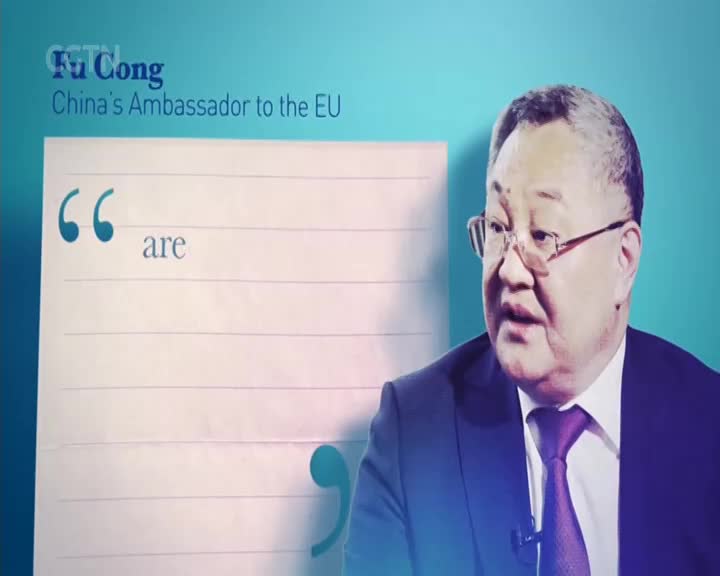 CGTN
Fu Cong
China's Ambassador to the EU
“ are
’